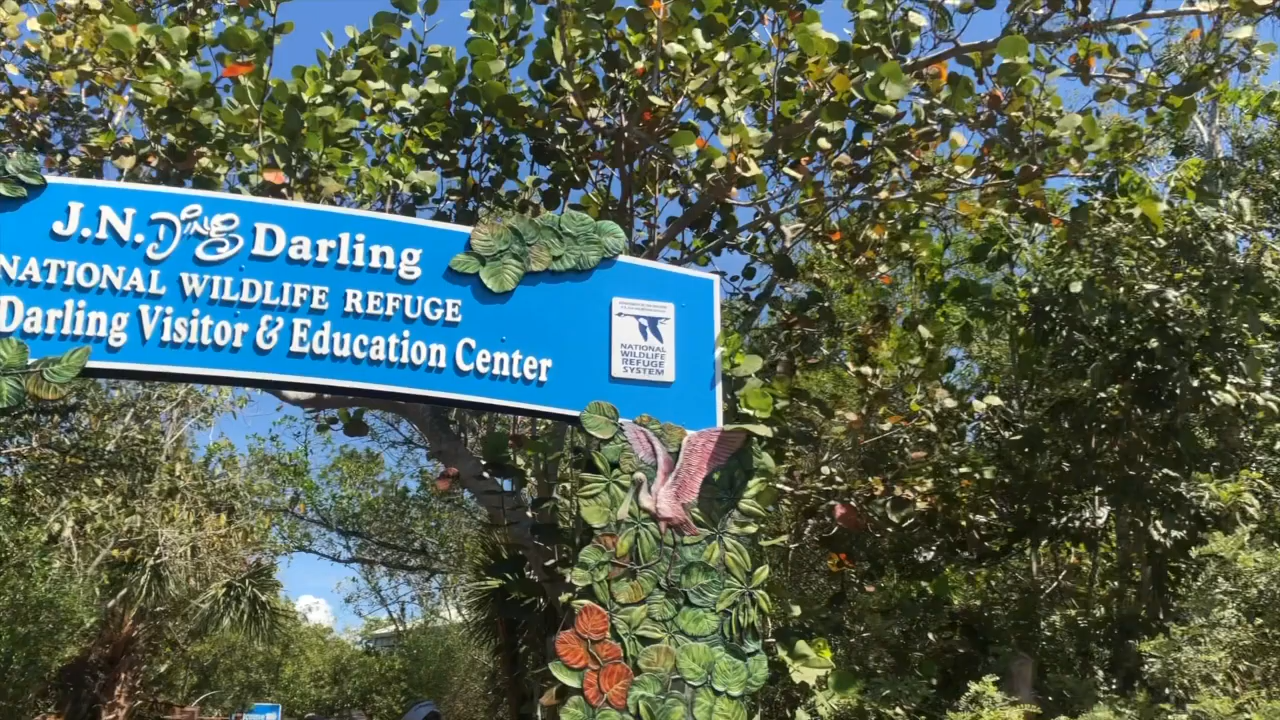 J.N. Ding Darling
NATIONAL WILDLIFE REFUGE
Darling Visitor & Education Center
NATIONAL
WILDLIFE
REFUGE
SYSTEM